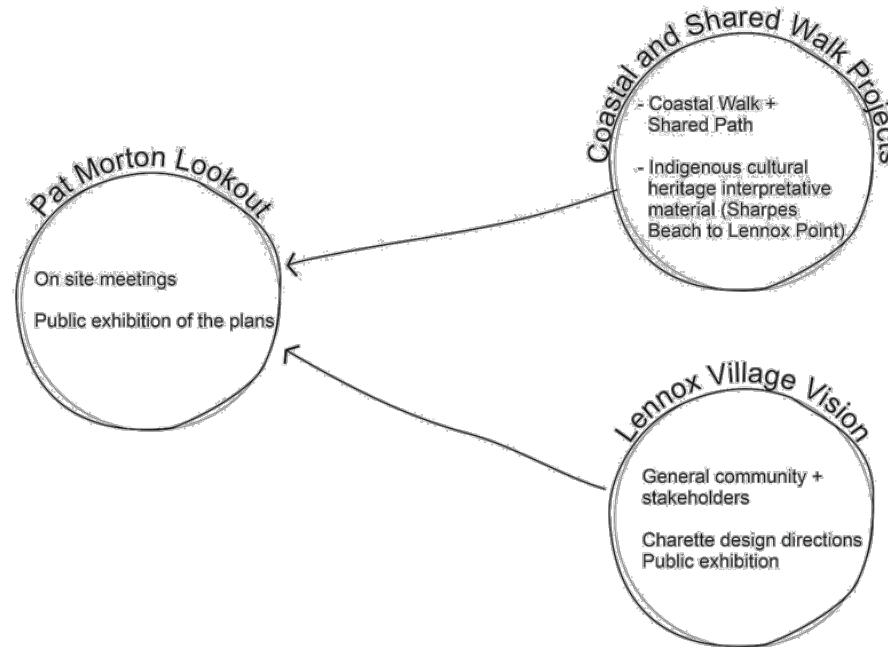 Pat Morton Lookout
On site meetings
Public exhibition of the plans
Coastal and Shared Walk Projects
- Coastal Walk +
Shared Path
- Indigenous cultural
heritage interpretative
material (Sharpes
Beach to Lennox Point)
Lennox Village Vision
General community +
stakeholders
Charette design directions
Public exhibition